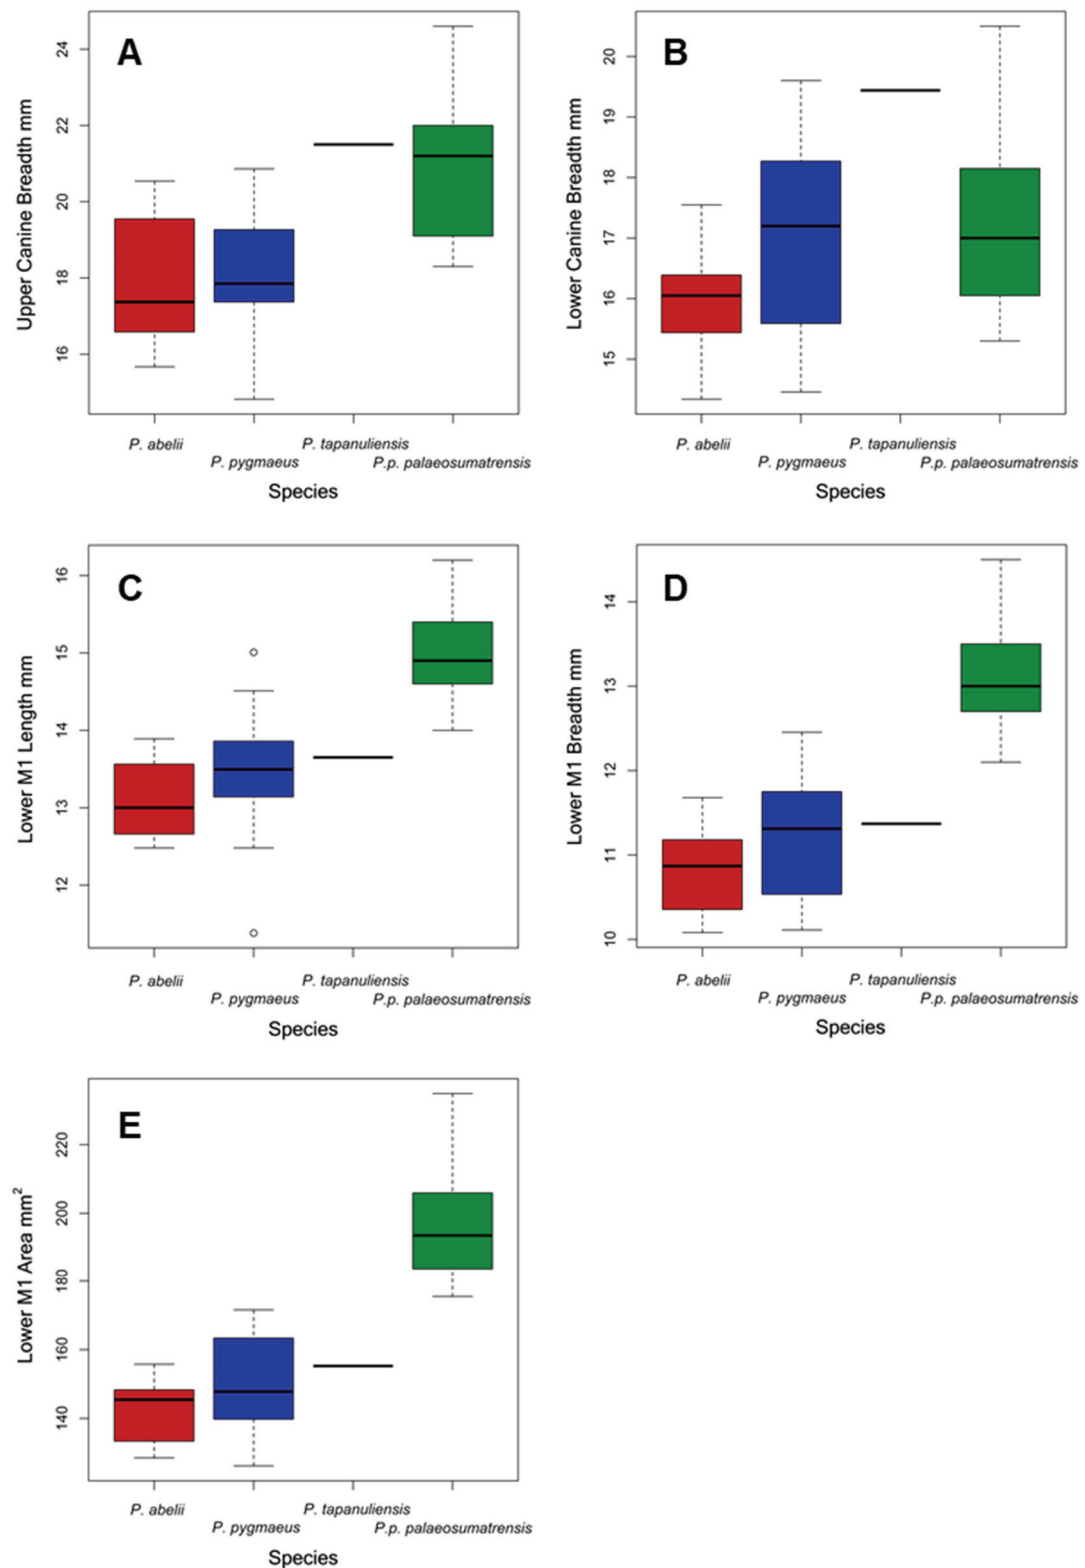 A
Upper Canine Breadth mm
24
22
20
18
16
P. abelii
P. tapanuliensis
P. pygmaeus
P.p. palaeosumatrensis
Species
B
Lower Canine Breadth mm
20
19
18
17
16
15
P. abelii
P. tapanuliensis
P. pygmaeus
P.p. palaeosumatrensis
Species
C
Lower M1 Length mm
16
15
14
13
12
P. abelii
P. tapanuliensis
P. pygmaeus
P.p. palaeosumatrensis
Species
D
Lower M1 Breadth mm
14
13
12
11
10
P. abelii
P. tapanuliensis
P. pygmaeus
P.p. palaeosumatrensis
Species
E
Lower M1 Area mm²
220
200
180
160
140
P. abelii
P. tapanuliensis
P. pygmaeus
P.p. palaeosumatrensis
Species